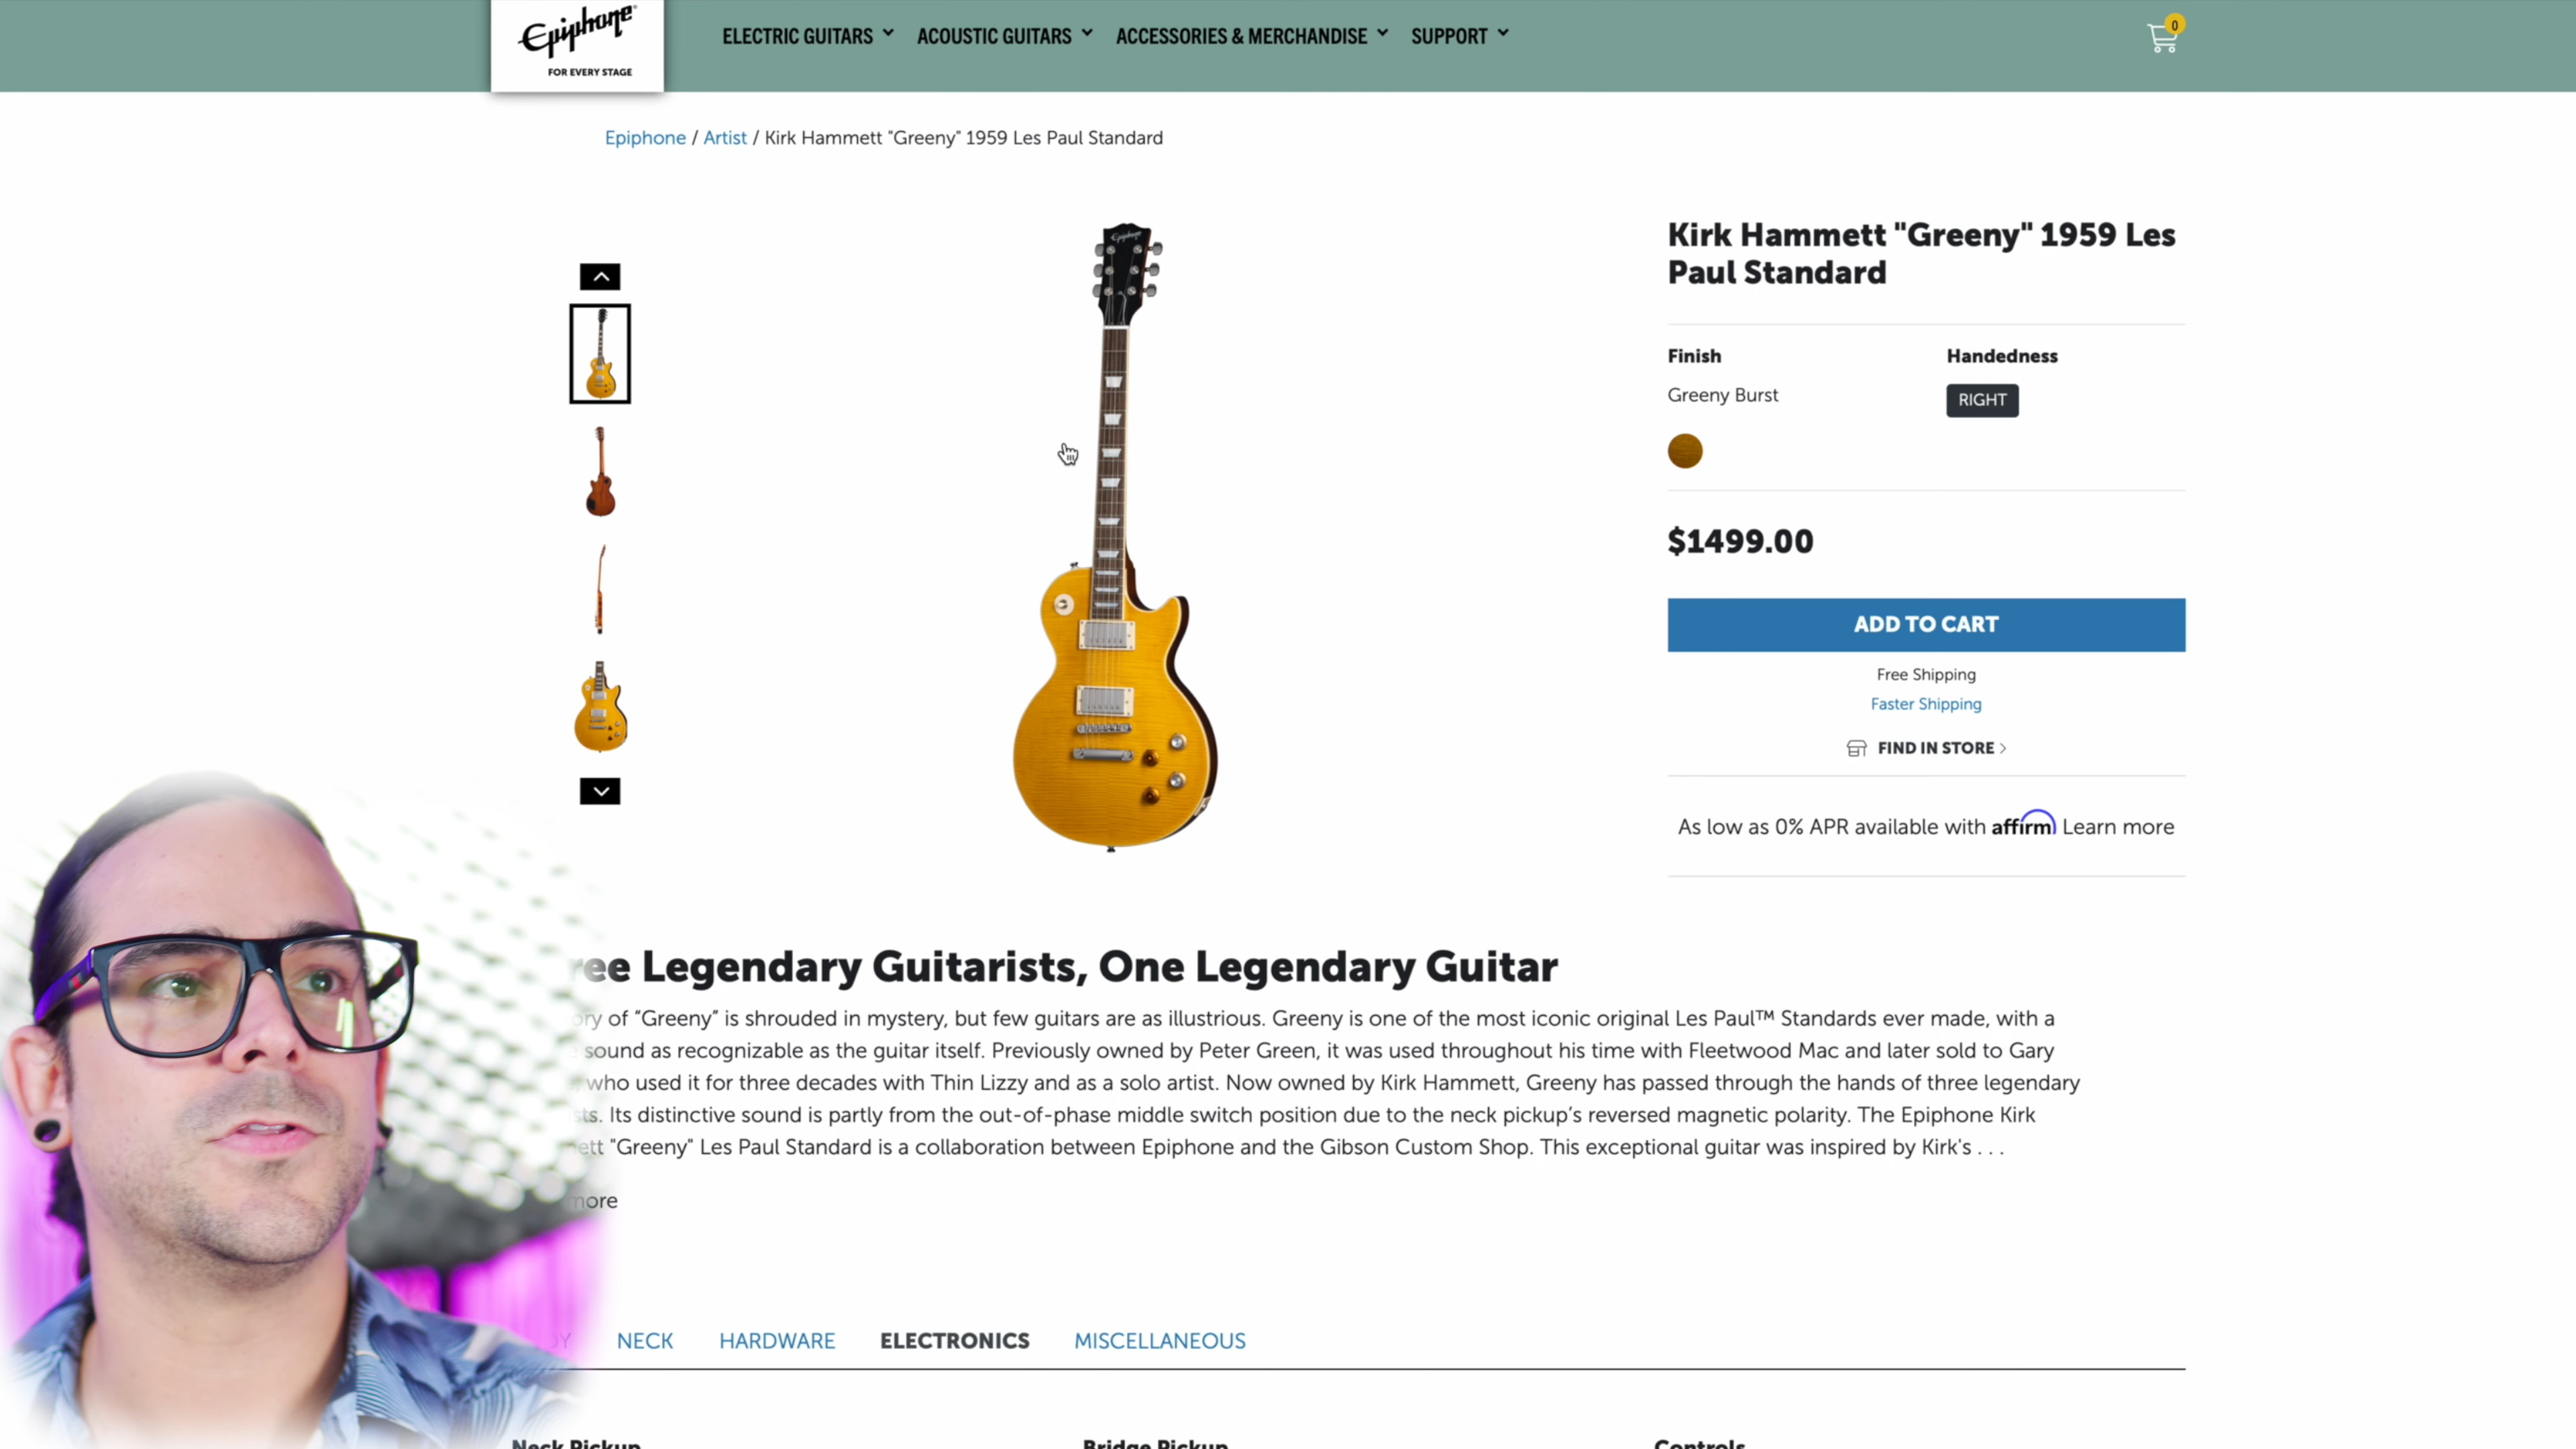 Epiphone
FOR EVERY STAGE
ELECTRIC GUITARS
ACOUSTIC GUITARS
ACCESSORIES & MERCHANDISE
SUPPORT
0
Epiphone / Artist / Kirk Hammett "Greeny" 1959 Les Paul Standard
Epiphone
Kirk Hammett "Greeny" 1959 Les
Paul Standard
Finish
Handedness
Greeny Burst
RIGHT
$1499.00
ADD TO CART
Free Shipping
Faster Shipping
FIND IN STORE
As low as 0% APR available with affirm Learn more
Legendary Guitarists, One Legendary Guitar
of “Greeny” is shrouded in mystery, but few guitars are as illustrious. Greeny is one of the most iconic original Les Paul™ Standards ever made, with a
sound as recognizable as the guitar itself. Previously owned by Peter Green, it was used throughout his time with Fleetwood Mac and later sold to Gary
who used it for three decades with Thin Lizzy and as a solo artist. Now owned by Kirk Hammett, Greeny has passed through the hands of three legendary
Its distinctive sound is partly from the out-of-phase middle switch position due to the neck pickup’s reversed magnetic polarity. The Epiphone Kirk
"Greeny" Les Paul Standard is a collaboration between Epiphone and the Gibson Custom Shop. This exceptional guitar was inspired by Kirk's . . .
more
NECK
HARDWARE
ELECTRONICS
MISCELLANEOUS
Neck Pickup
Bridge Pickup
Controls